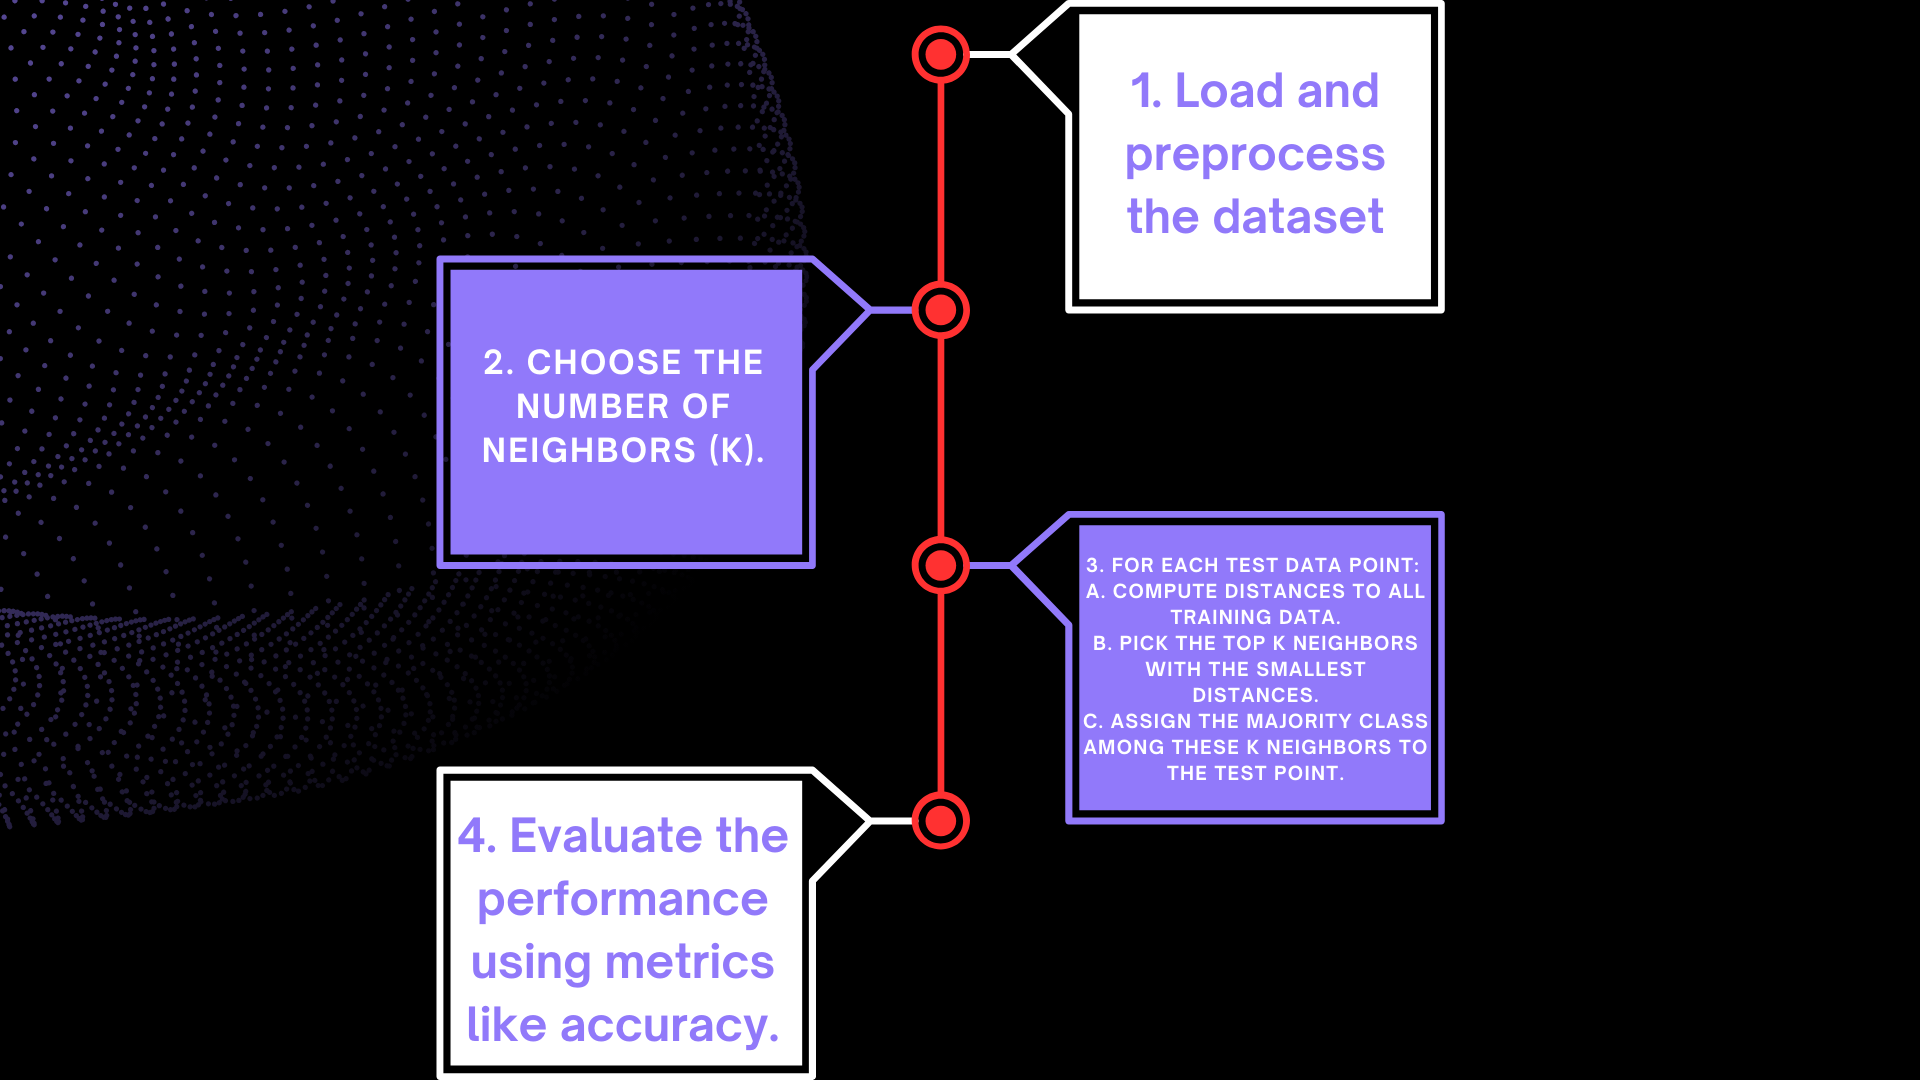 1. Load and
preprocess
the dataset
2. CHOOSE THE
NUMBER OF
NEIGHBORS (K).
3. FOR EACH TEST DATA POINT:
A. COMPUTE DISTANCES TO ALL
TRAINING DATA.
B. PICK THE TOP K NEIGHBORS
WITH THE SMALLEST
DISTANCES.
C. ASSIGN THE MAJORITY CLASS
AMONG THESE K NEIGHBORS TO
THE TEST POINT.
4. Evaluate the
performance
using metrics
like accuracy.